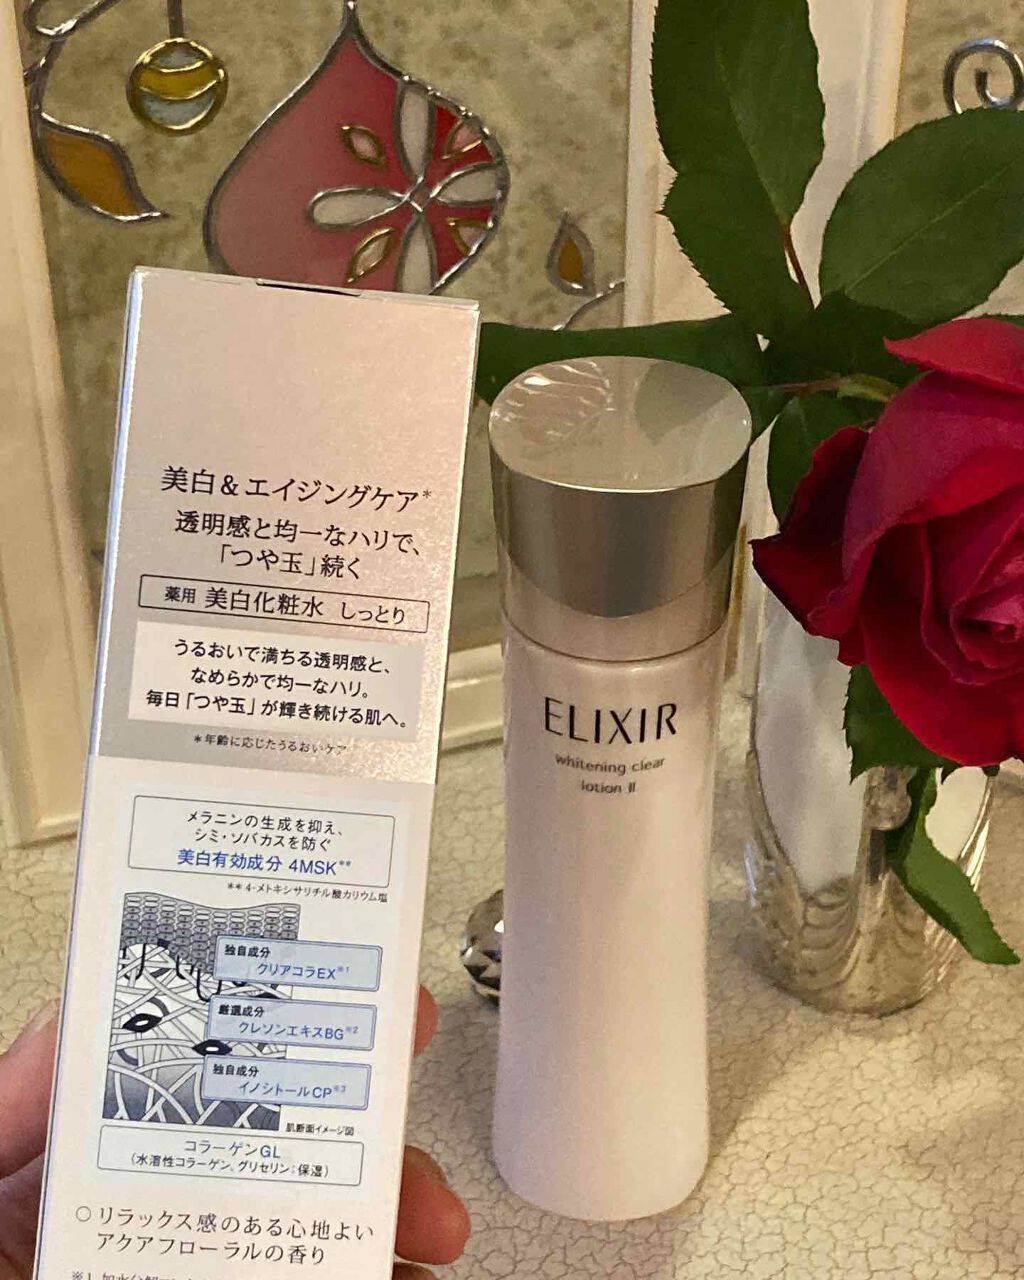 美白&エイジングケア*
透明感と均一なハリで、
「つや玉」続く
薬用 美白化粧水 しっとり
うるおいで満ちる透明感と、
なめらかで均一なハリ。
毎日「つや玉」が輝き続ける肌へ。
*年齢に応じたうるおいケア
メラニンの生成を抑え、
シミ・ソバカスを防ぐ
美白有効成分 4MSK**
**4-メトキシサリチル酸カリウム塩
独自成分
クリアコラEX※1
厳選成分
クレソンエキスBG※2
独自成分
イノシトールCP※3
肌断面イメージ図
コラーゲンGL
(水溶性コラーゲン、グリセリン:保湿)
○リラックス感のある心地よい
アクアフローラルの香り
ELIXIR
whitening clear
lotion II